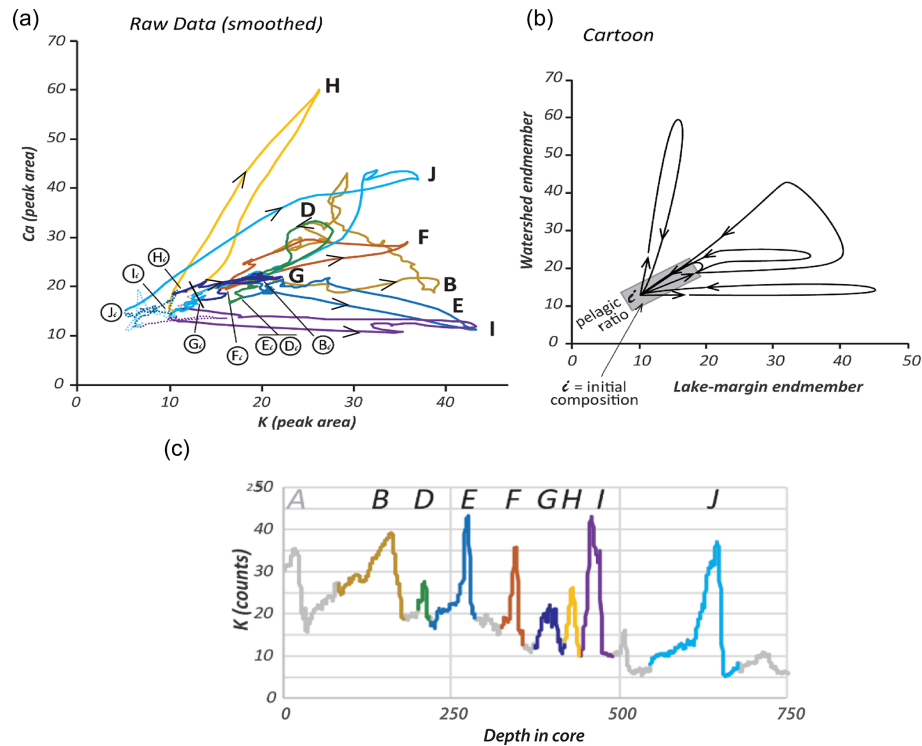 (a)
Raw Data (smoothed)
Ca (peak area)
70
60
50
40
30
20
10
0
H
J
D
F
G
B
E
I
Hi
Ii
Ji
Gi
Fi
Ei
Di
Bi
0 10 20 30 40
K (peak area)
(b)
Cartoon
Watershed endmember
70
60
50
40
30
20
10
0
i
pelagic
ratio
0 10 20 30 40 50
i = initial
composition
Lake-margin endmember
(c)
A B D E F G H I J
K (counts)
250
40
30
20
10
0
0 250 500 750
Depth in core